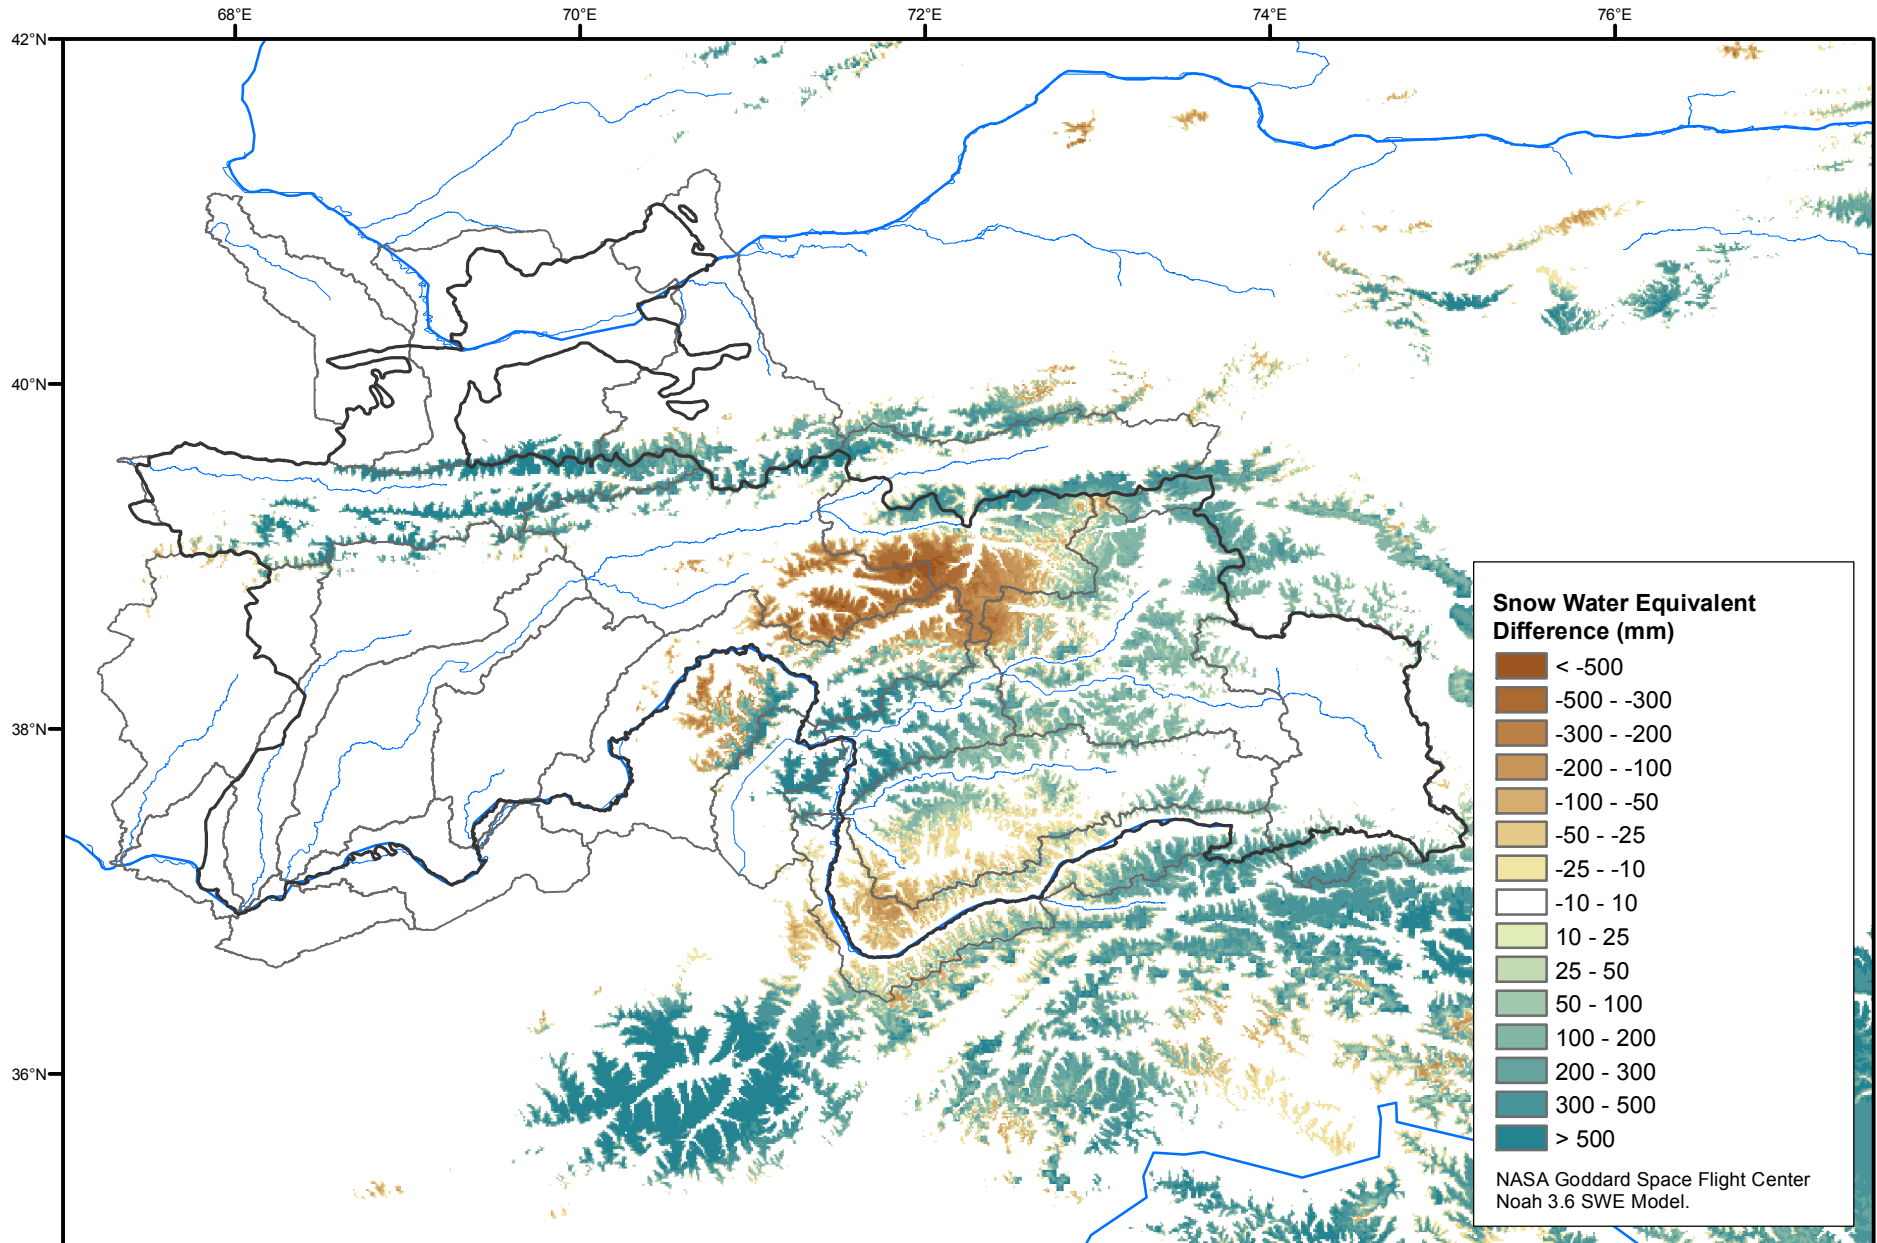 68°E 70°E 72°E 74°E 76°E
42°N
40°N
38°N
36°N
Snow Water Equivalent
Difference (mm)
< -500
-500 - -300
-300 - -200
-200 - -100
-100 - -50
-50 - -25
-25 - -10
-10 - 10
10 - 25
25 - 50
50 - 100
100 - 200
200 - 300
300 - 500
> 500
NASA Goddard Space Flight Center
Noah 3.6 SWE Model.